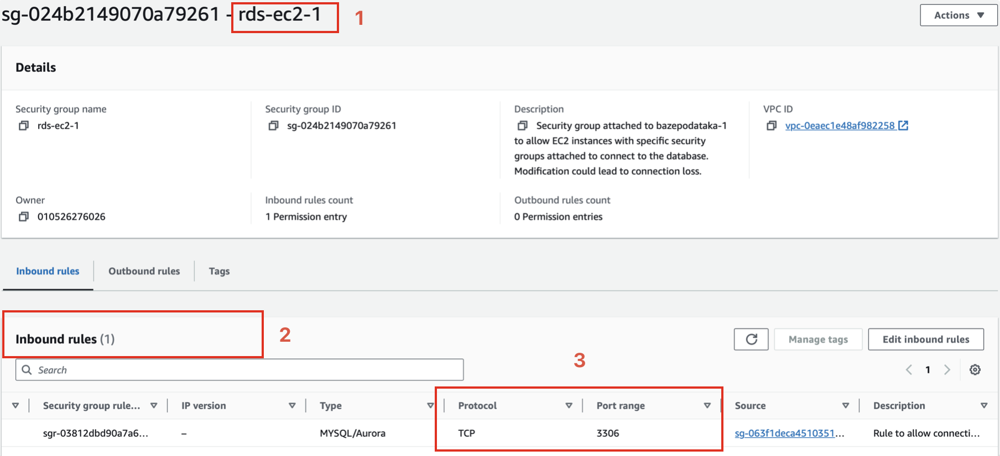 sg-024b2149070a79261 - rds-ec2-1
1
Actions
Details
Security group name
rds-ec2-1
Security group ID
sg-024b2149070a79261
Description
Security group attached to bazepodataka-1
to allow EC2 instances with specific security
groups attached to connect to the database.
Modification could lead to connection loss.
VPC ID
vpc-0eaec1e48af982258
Owner
010526276026
Inbound rules count
1 Permission entry
Outbound rules count
0 Permission entries
Inbound rules
Outbound rules
Tags
Inbound rules (1)
2
Manage tags
Edit inbound rules
Search
3
1
Security group rule...
IP version
Type
Protocol
Port range
Source
Description
sgr-03812dbd90a7a6...
–
MYSQL/Aurora
TCP
3306
sg-063f1deca4510351...
Rule to allow connecti...